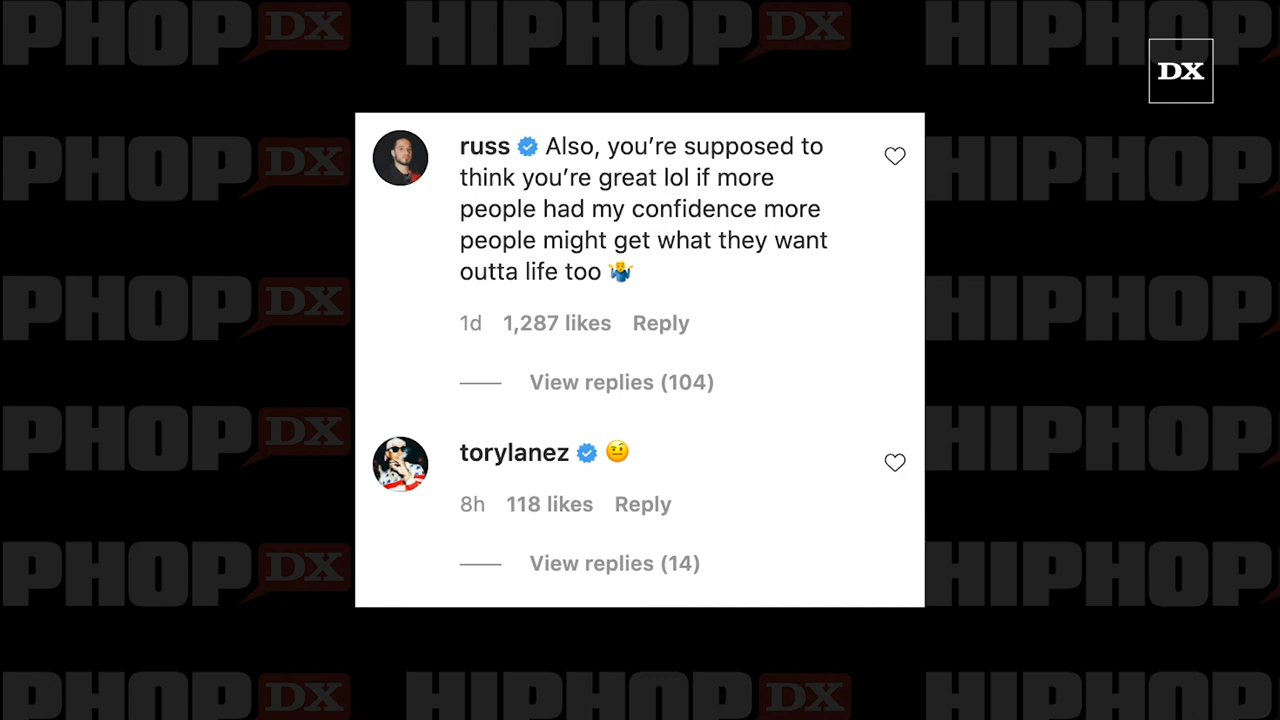 HIPHOP DX
DX
russ Also, you're supposed to
think you're great lol if more
people had my confidence more
people might get what they want
outta life too 🤷‍♂️
1d 1,287 likes Reply
View replies (104)
torylanez 🤨
8h 118 likes Reply
View replies (14)